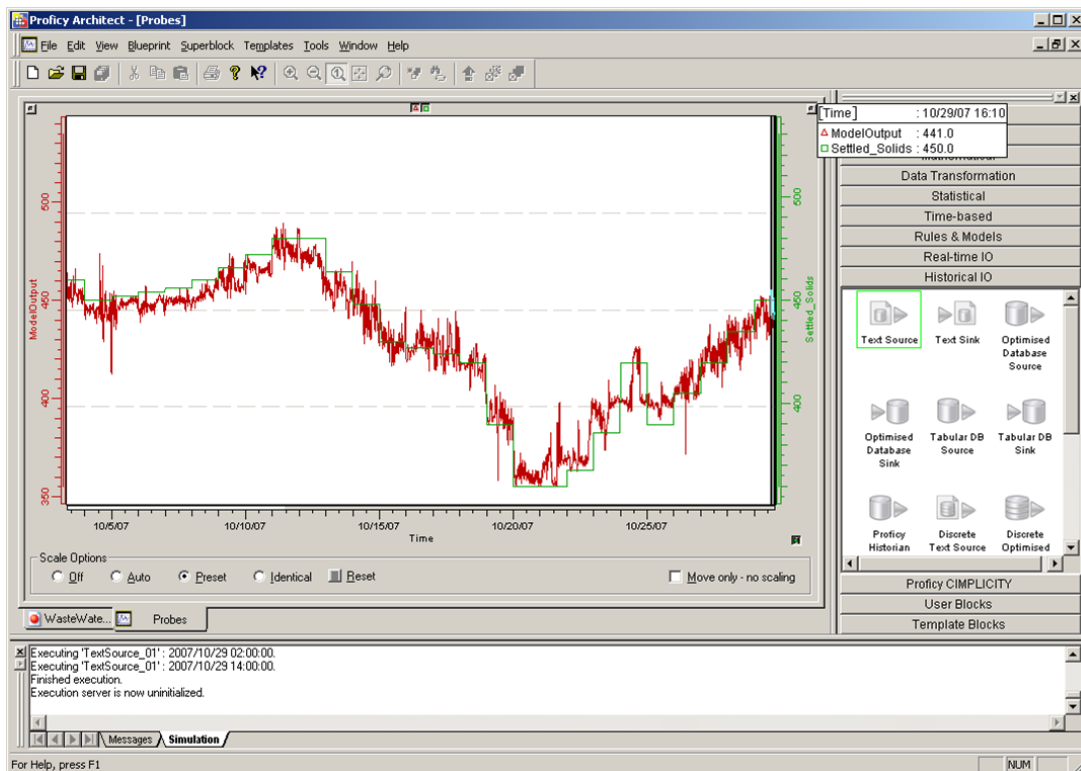 Proficy Architect - [Probes]
File Edit View Blueprint Superblock Templates Tools Window Help
[Time] : 10/29/07 16:10
ModelOutput : 441.0
Settled_Solids : 450.0
Data Transformation
Statistical
Time-based
Rules & Models
Real-time IO
Historical IO
Text Source
Text Sink
Optimised Database Source
Optimised Database Sink
Tabular DB Source
Tabular DB Sink
Proficy Historian
Discrete Text Source
Discrete Optimised
Proficy CIMPLICITY
User Blocks
Template Blocks
500
450
400
350
ModelOutput
500
450
400
Settled_Solids
10/5/07 10/10/07 10/15/07 10/20/07 10/25/07
Time
Scale Options
Off Auto Preset Identical Reset Move only - no scaling
WasteWate... Probes
Executing 'TextSource_01' : 2007/10/29 02:00:00.
Executing 'TextSource_01' : 2007/10/29 14:00:00.
Finished execution.
Execution server is now uninitialized.
Messages Simulation
For Help, press F1
NUM